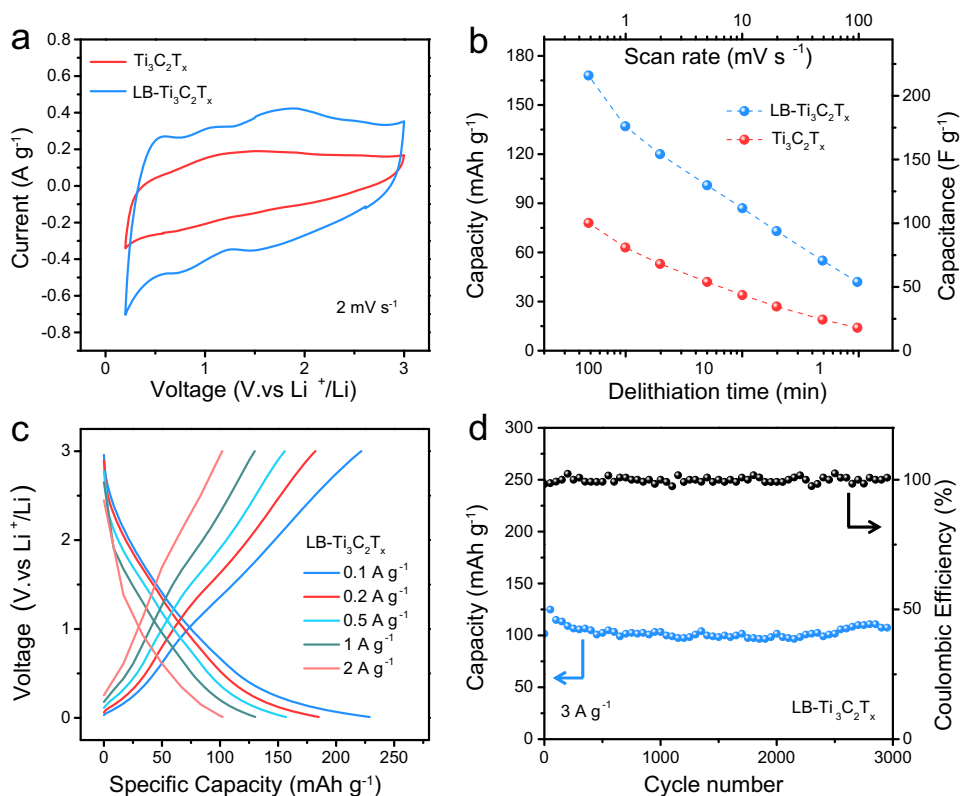 a
0.8
0.6
0.4
0.2
0.0
-0.2
-0.4
-0.6
-0.8
Current (A g⁻¹)
Ti₃C₂Tₓ
LB-Ti₃C₂Tₓ
2 mV s⁻¹
0
1
2
3
Voltage (V.vs Li ⁺/Li)
b
1
10
100
Scan rate (mV s ⁻¹)
180
150
120
90
60
30
0
Capacity (mAh g⁻¹)
LB-Ti₃C₂Tₓ
Ti₃C₂Tₓ
200
150
100
50
0
Capacitance (F g⁻¹)
100
10
1
Delithiation time (min)
c
3
2
1
0
Voltage (V.vs Li ⁺/Li)
LB-Ti₃C₂Tₓ
0.1 A g⁻¹
0.2 A g⁻¹
0.5 A g⁻¹
1 A g⁻¹
2 A g⁻¹
0
50
100
150
200
250
Specific Capacity (mAh g⁻¹)
d
300
250
200
150
100
50
0
Capacity (mAh g⁻¹)
100
50
0
Coulombic Efficiency (%)
3 A g⁻¹
LB-Ti₃C₂Tₓ
0
1000
2000
3000
Cycle number